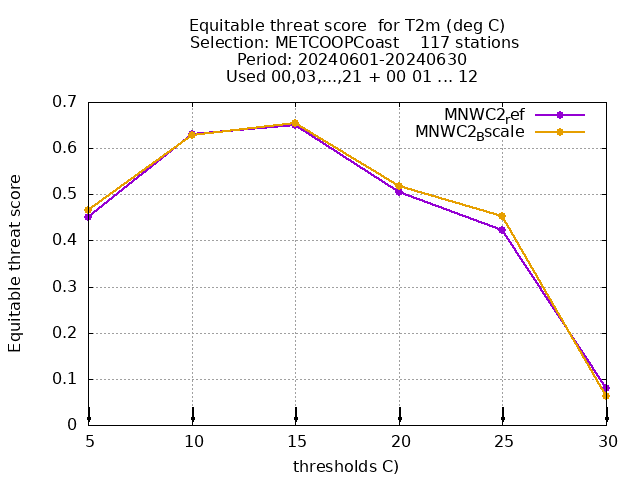 Equitable threat score  for T2m (deg C)
Selection: METCOOPCoast    117 stations
Period: 20240601-20240630
Used 00,03,...,21 + 00 01 ... 12
MNWC2ref
MNWC2Bscale
Equitable threat score
0.7
0.6
0.5
0.4
0.3
0.2
0.1
0
5 10 15 20 25 30
thresholds C)